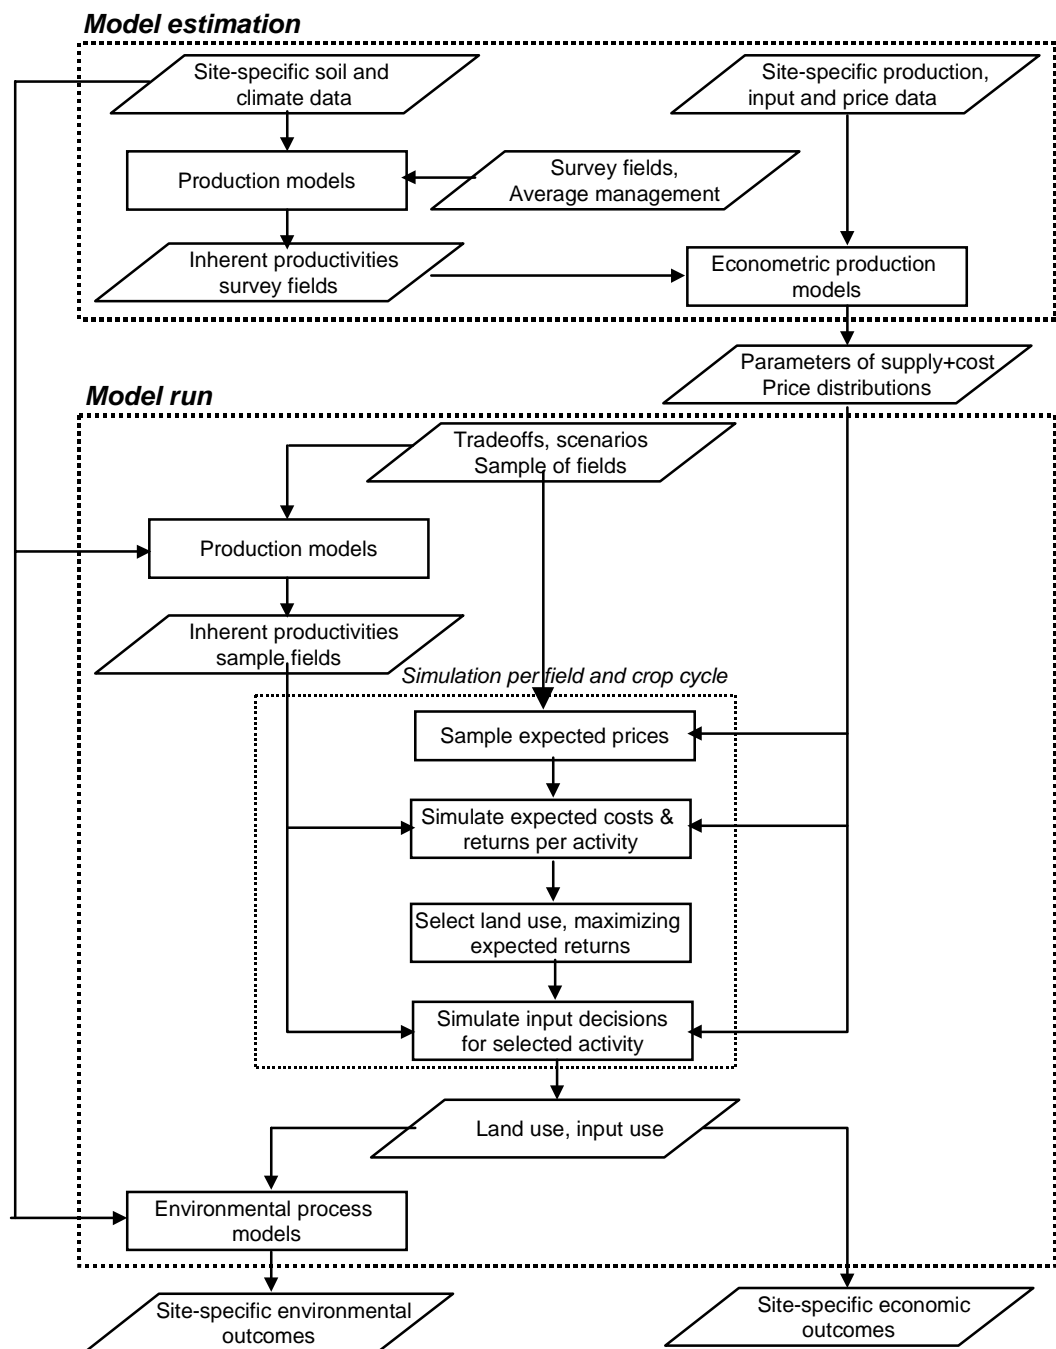 Model estimation
Site-specific soil and
climate data
Site-specific production,
input and price data
Production models
Survey fields,
Average management
Inherent productivities
survey fields
Econometric production
models
Parameters of supply+cost
Price distributions
Model run
Tradeoffs, scenarios
Sample of fields
Production models
Inherent productivities
sample fields
Simulation per field and crop cycle
Sample expected prices
Simulate expected costs &
returns per activity
Select land use, maximizing
expected returns
Simulate input decisions
for selected activity
Land use, input use
Environmental process
models
Site-specific environmental
outcomes
Site-specific economic
outcomes